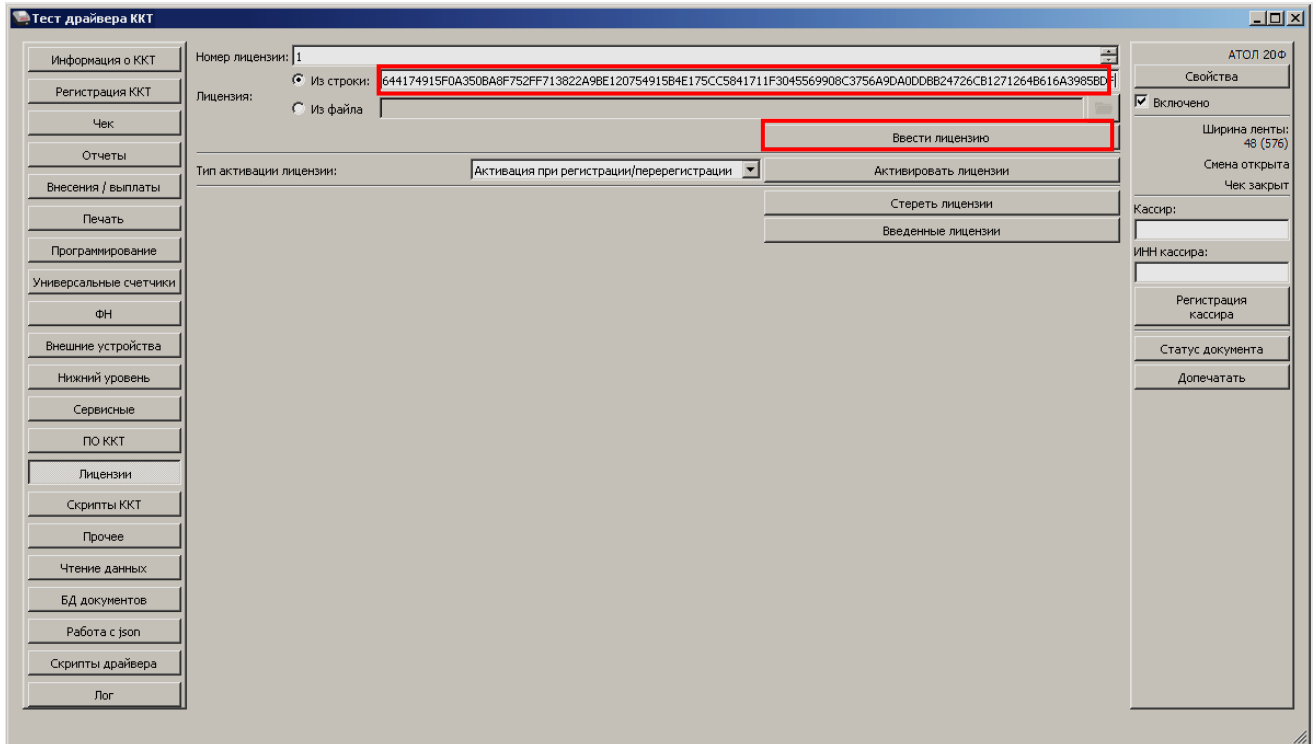 Тест драйвера ККТ
Информация о ККТ
Регистрация ККТ
Чек
Отчеты
Внесения / выплаты
Печать
Программирование
Универсальные счетчики
ФН
Внешние устройства
Нижний уровень
Сервисные
ПО ККТ
Лицензии
Скрипты ККТ
Прочее
Чтение данных
БД документов
Работа с json
Скрипты драйвера
Лог
Номер лицензии: 1
Лицензия:
Из строки: 644174915F0A350BA8F752FF713822A9BE120754915B4E175CC5841711F3045569908C3756A9DA0DDBB24726CB1271264B616A3985BDF
Из файла
Ввести лицензию
Тип активации лицензии: Активация при регистрации/перерегистрации
Активировать лицензии
Стереть лицензии
Введенные лицензии
АТОЛ 20Ф
Свойства
Включено
Ширина ленты:
48 (576)
Смена открыта
Чек закрыт
Кассир:
ИНН кассира:
Регистрация
кассира
Статус документа
Допечатать